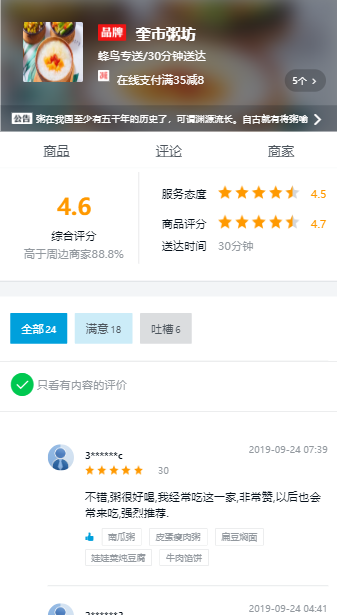 品牌 奎市粥坊
蜂鸟专送/30分钟送达
减 在线支付满35减8
5个 >
公告 粥在我国至少有五千年的历史了，可谓渊源流长。自古就有将粥喻
商品 评论 商家
4.6
综合评分
高于周边商家88.8%
服务态度 4.5
商品评分 4.7
送达时间 30分钟
全部24 满意18 吐槽6
只看有内容的评价
3******c 2019-09-24 07:39
30
不错,粥很好喝,我经常吃这一家,非常赞,以后也会
常来吃,强烈推荐.
南瓜粥 皮蛋瘦肉粥 扁豆焖面
娃娃菜炖豆腐 牛肉馅饼
2019-09-24 04:41